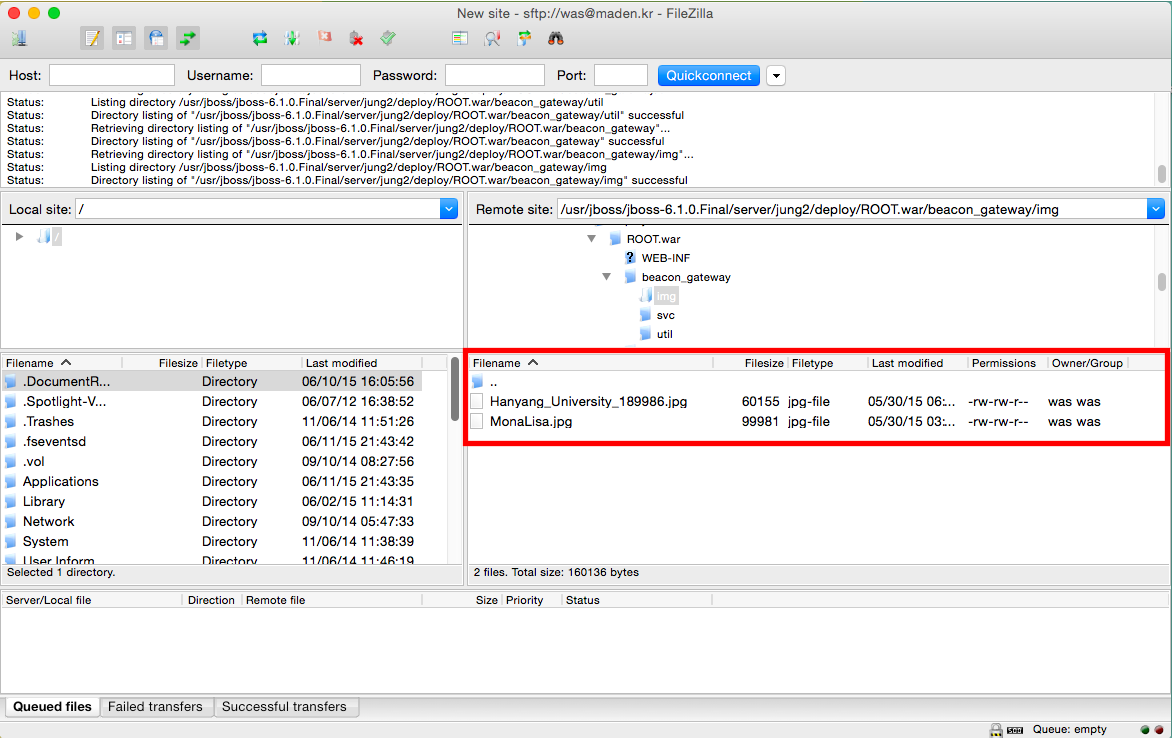 New site - sftp://was@maden.kr - FileZilla
Host: Username: Password: Port: Quickconnect
Status: Listing directory /usr/jboss/jboss-6.1.0.Final/server/jung2/deploy/ROOT.war/beacon_gateway/util
Status: Directory listing of "/usr/jboss/jboss-6.1.0.Final/server/jung2/deploy/ROOT.war/beacon_gateway/util" successful
Status: Retrieving directory listing of "/usr/jboss/jboss-6.1.0.Final/server/jung2/deploy/ROOT.war/beacon_gateway"...
Status: Directory listing of "/usr/jboss/jboss-6.1.0.Final/server/jung2/deploy/ROOT.war/beacon_gateway" successful
Status: Retrieving directory listing of "/usr/jboss/jboss-6.1.0.Final/server/jung2/deploy/ROOT.war/beacon_gateway/img"...
Status: Listing directory /usr/jboss/jboss-6.1.0.Final/server/jung2/deploy/ROOT.war/beacon_gateway/img
Status: Directory listing of "/usr/jboss/jboss-6.1.0.Final/server/jung2/deploy/ROOT.war/beacon_gateway/img" successful
Local site: /
/
Remote site: /usr/jboss/jboss-6.1.0.Final/server/jung2/deploy/ROOT.war/beacon_gateway/img
ROOT.war
? WEB-INF
beacon_gateway
img
svc
util
Filename Filesize Filetype Last modified
.DocumentR... Directory 06/10/15 16:05:56
.Spotlight-V... Directory 06/07/12 16:38:52
.Trashes Directory 11/06/14 11:51:26
.fseventsd Directory 06/11/15 21:43:42
.vol Directory 09/10/14 08:27:56
Applications Directory 06/11/15 21:43:35
Library Directory 06/02/15 11:14:31
Network Directory 09/10/14 05:47:33
System Directory 11/06/14 11:38:39
User Inform Directory 11/06/14 11:46:19
Selected 1 directory.
Filename Filesize Filetype Last modified Permissions Owner/Group
..
Hanyang_University_189986.jpg 60155 jpg-file 05/30/15 06:... -rw-rw-r-- was was
MonaLisa.jpg 99981 jpg-file 05/30/15 03:... -rw-rw-r-- was was
2 files. Total size: 160136 bytes
Server/Local file Direction Remote file Size Priority Status
Queued files Failed transfers Successful transfers
Queue: empty